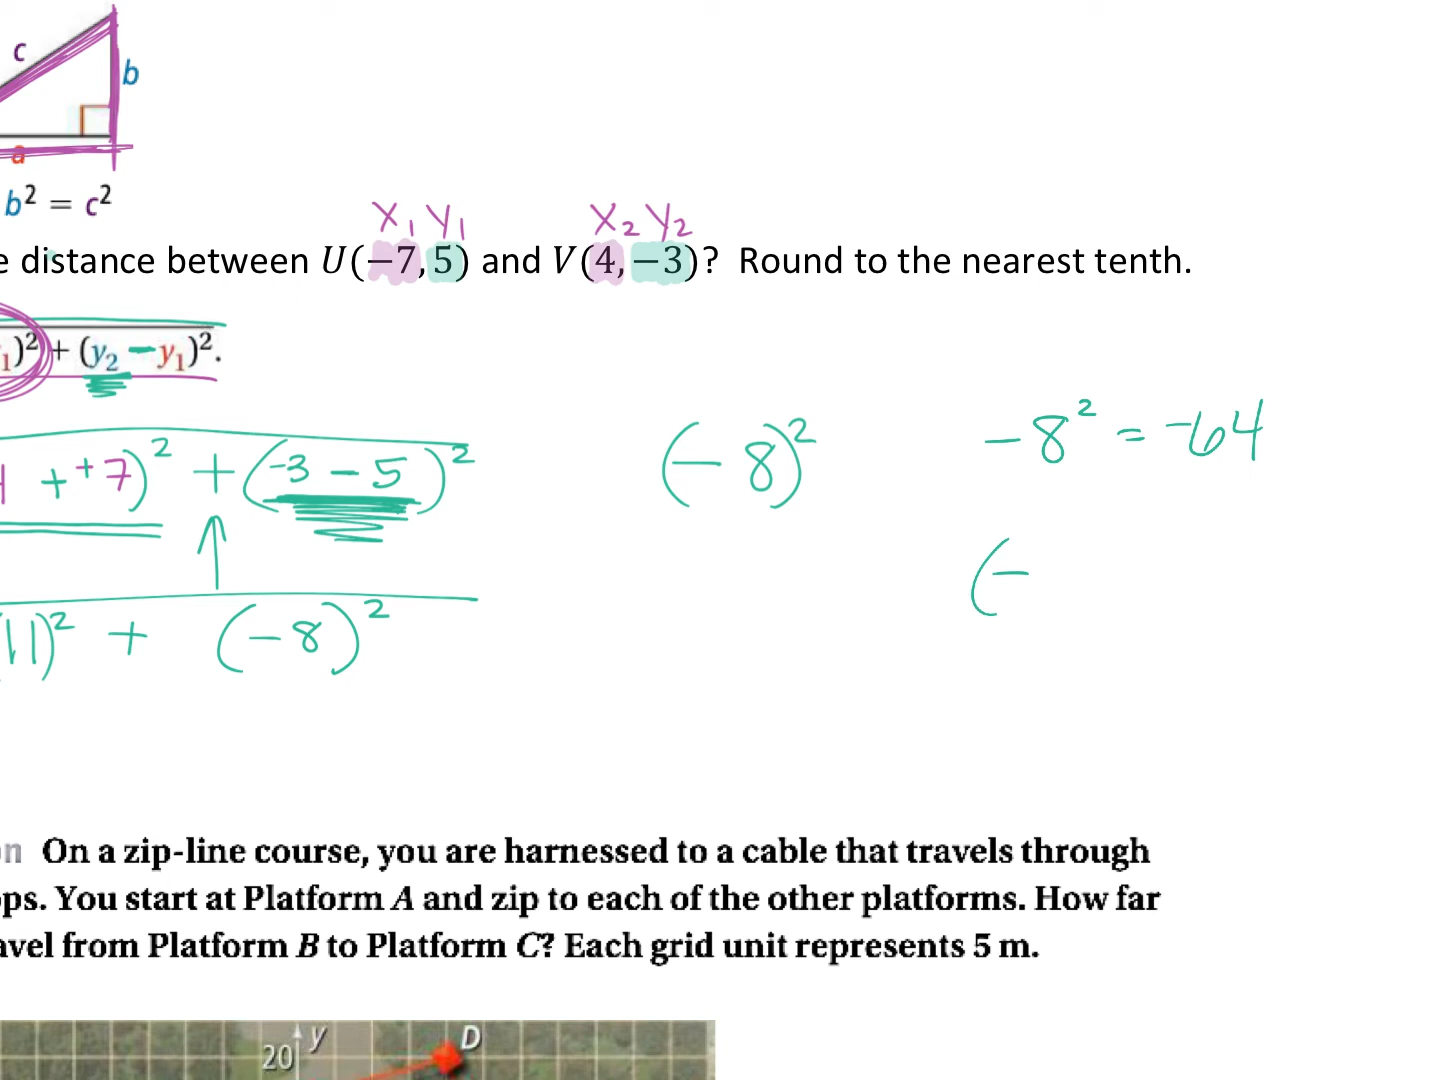 c
b
a
b² = c²
X₁ Y₁ X₂ Y₂
e distance between U(−7, 5) and V(4, −3)? Round to the nearest tenth.
₁)² + (y₂ − y₁)².
+ +7)² + (-3 − 5)²
(− 8)²
− 8² = -64
(−
(11)² + (−8)²
n On a zip-line course, you are harnessed to a cable that travels through
ps. You start at Platform A and zip to each of the other platforms. How far
avel from Platform B to Platform C? Each grid unit represents 5 m.
y
D
20